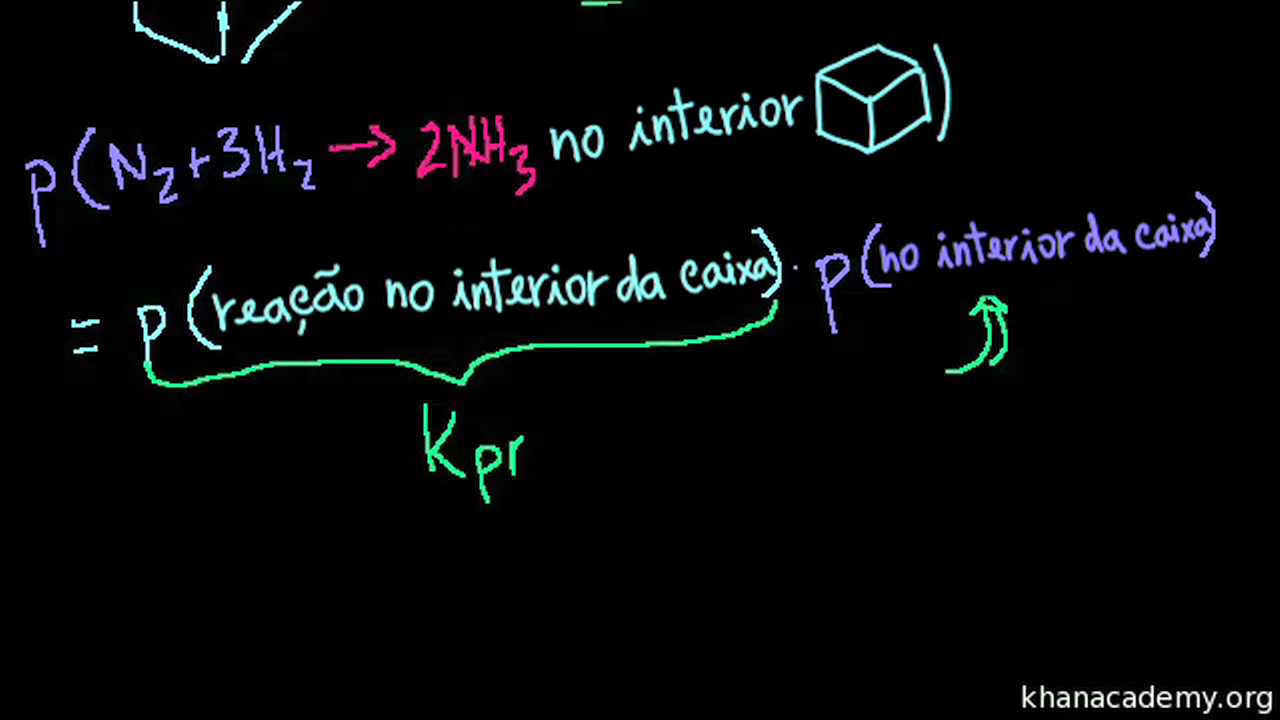 p(N₂+3H₂ → 2NH₃ no interior )
= p(reação no interior da caixa) · p(no interior da caixa)
Kpr
khanacademy.org